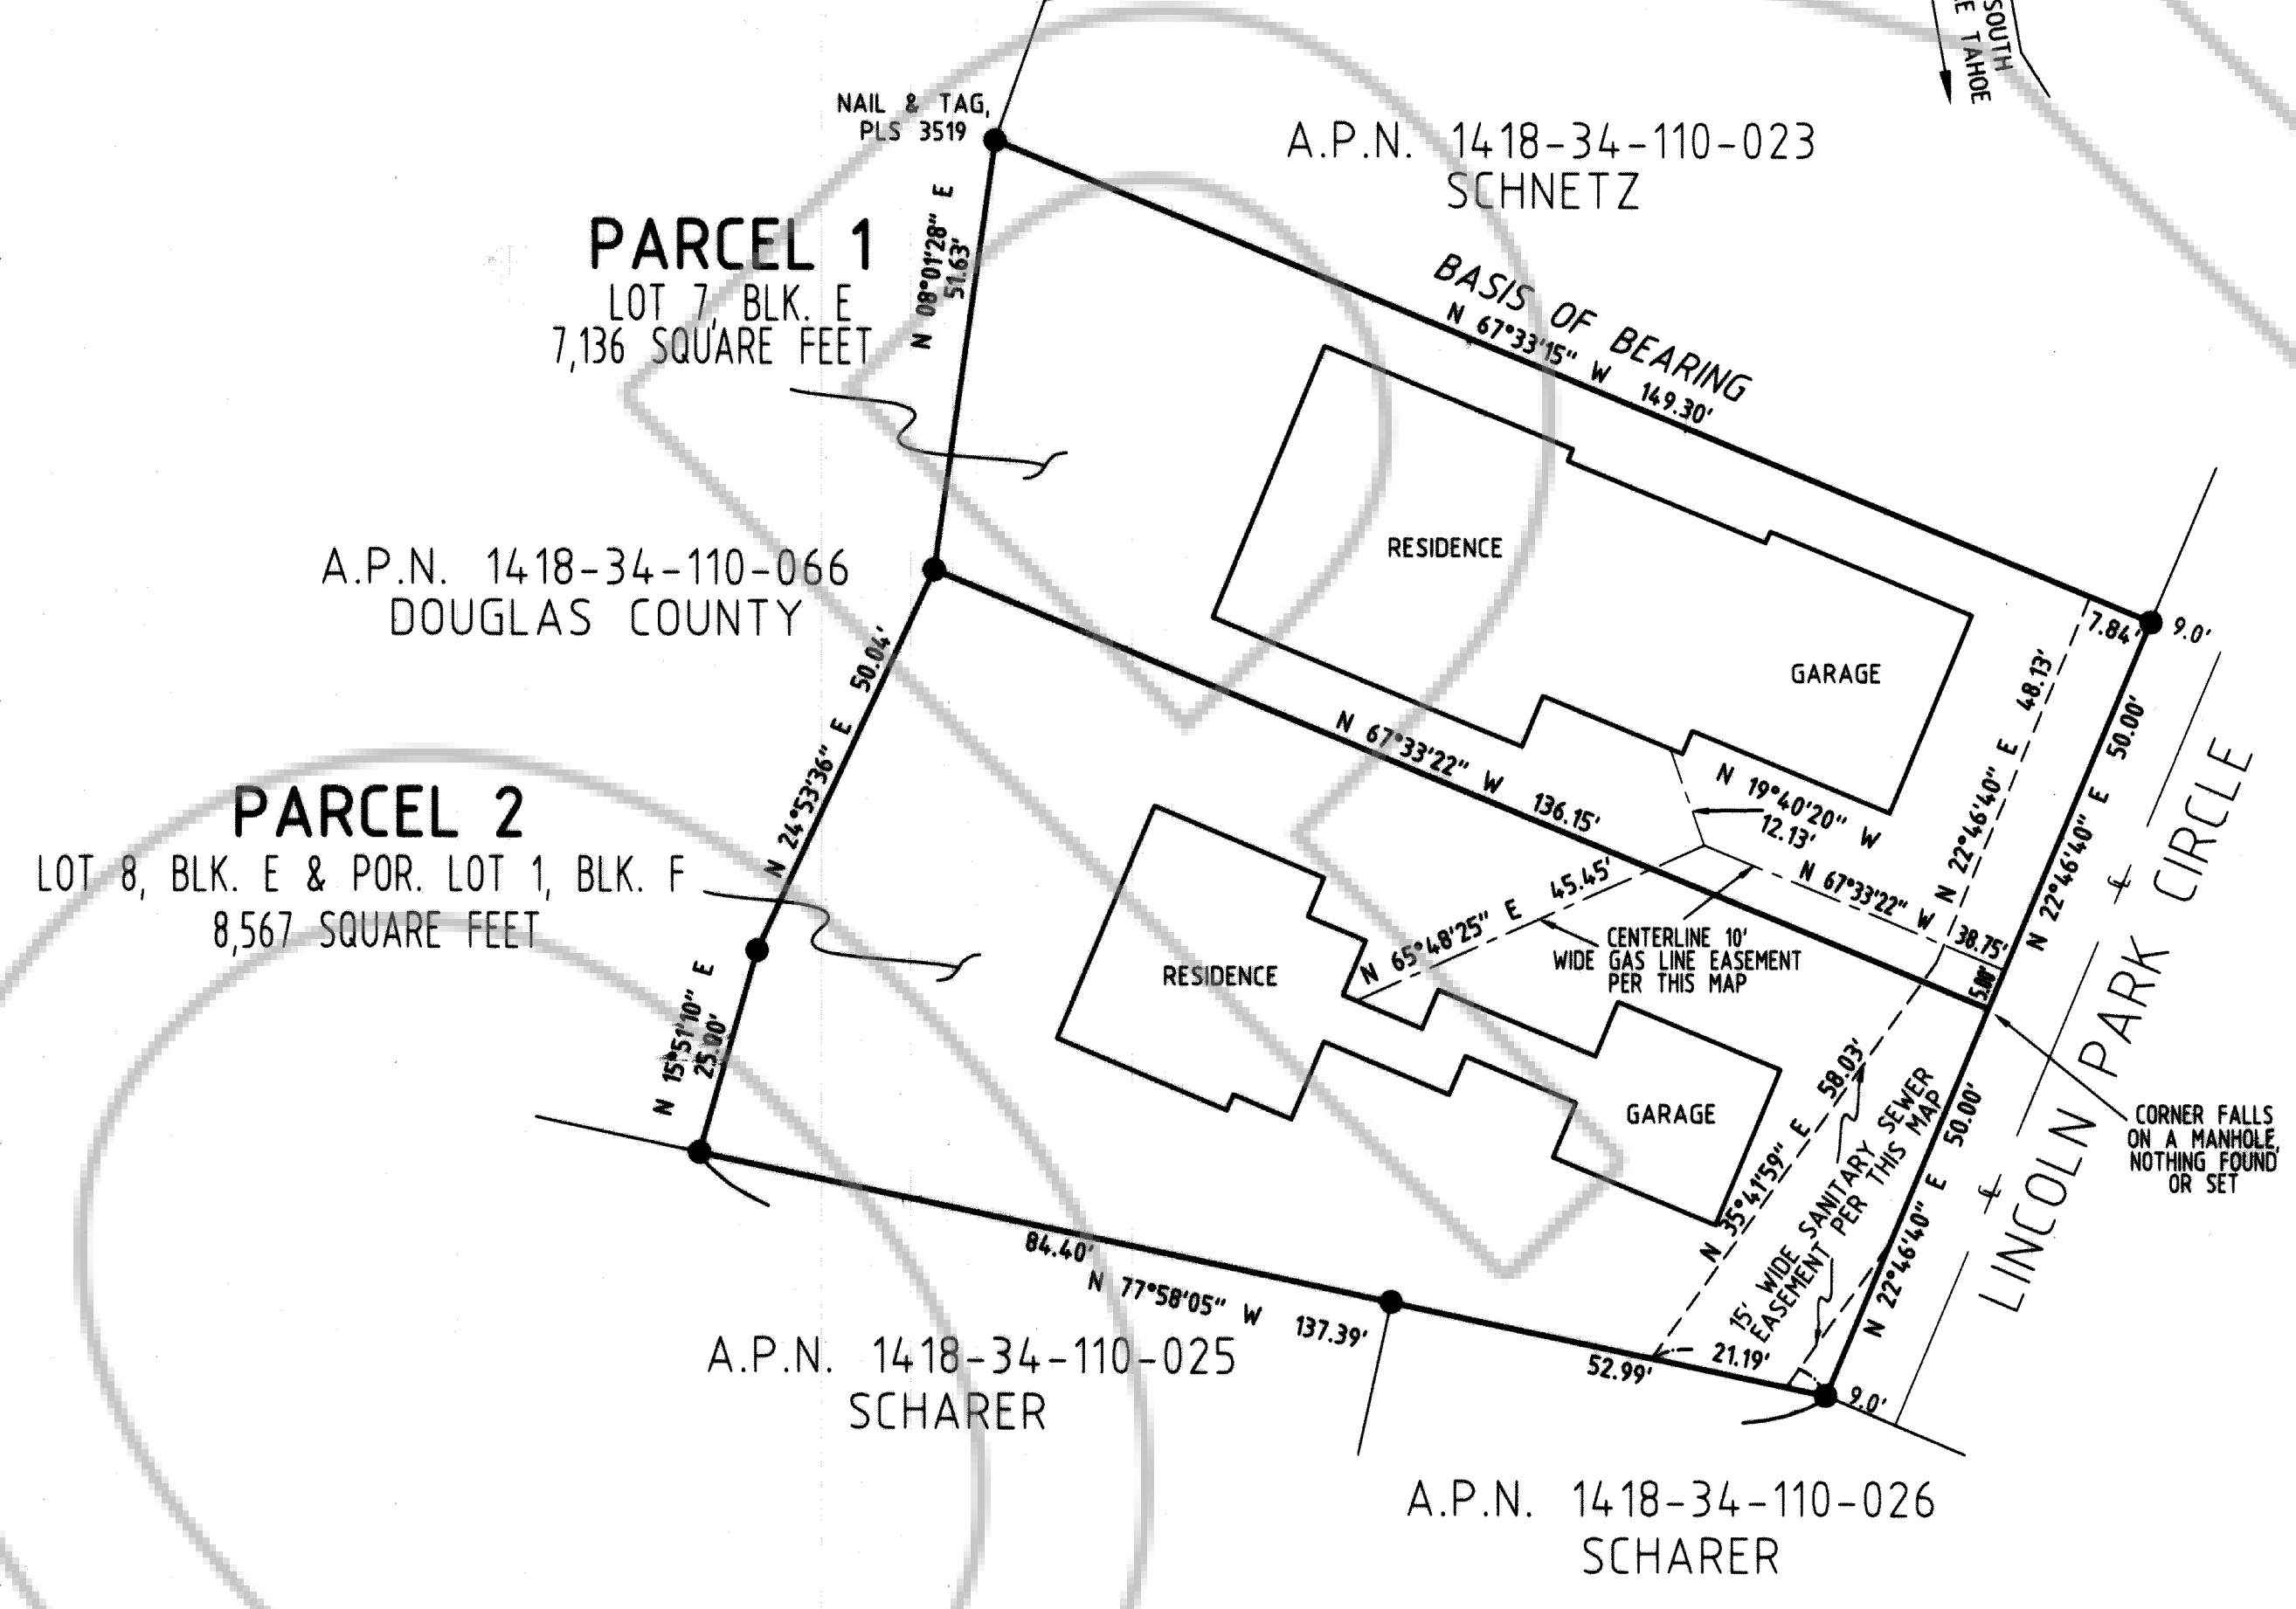 SOUTH
E TAHOE
NAIL & TAG,
PLS 3519
A.P.N. 1418-34-110-023
SCHNETZ
PARCEL 1
LOT 7, BLK. E
7,136 SQUARE FEET
N 08°01'28" E
51.63'
BASIS OF BEARING
N 67°33'15" W 149.30'
RESIDENCE
GARAGE
7.84'
9.0'
48.13'
N 22°46'40" E
N 22°46'40" E 50.00'
A.P.N. 1418-34-110-066
DOUGLAS COUNTY
N 24°53'36" E 50.04'
N 67°33'22" W 136.15'
N 19°40'20" W
12.13'
N 67°33'22" W 38.75'
5.00'
N 65°48'25" E 45.45'
CENTERLINE 10'
WIDE GAS LINE EASEMENT
PER THIS MAP
PARCEL 2
LOT 8, BLK. E & POR. LOT 1, BLK. F
8,567 SQUARE FEET
N 15°51'10" E
25.00'
RESIDENCE
GARAGE
N 35°41'59" E 58.03'
15' WIDE SANITARY SEWER
EASEMENT PER THIS MAP
N 22°46'40" E 50.00'
LINCOLN PARK CIRCLE
CORNER FALLS
ON A MANHOLE,
NOTHING FOUND
OR SET
84.40'
N 77°58'05" W 137.39'
52.99'
21.19'
9.0'
A.P.N. 1418-34-110-025
SCHARER
A.P.N. 1418-34-110-026
SCHARER